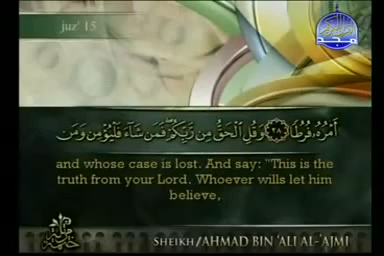 juz' 15
أَمْرُهُۥ فُرُطًا ٢٨ وَقُلِ ٱلْحَقُّ مِن رَّبِّكُمْ ۖ فَمَن شَآءَ فَلْيُؤْمِن وَمَن
and whose case is lost. And say: "This is the
truth from your Lord. Whoever wills let him
believe,
SHEIKH/AHMAD BIN 'ALI AL-'AJMI